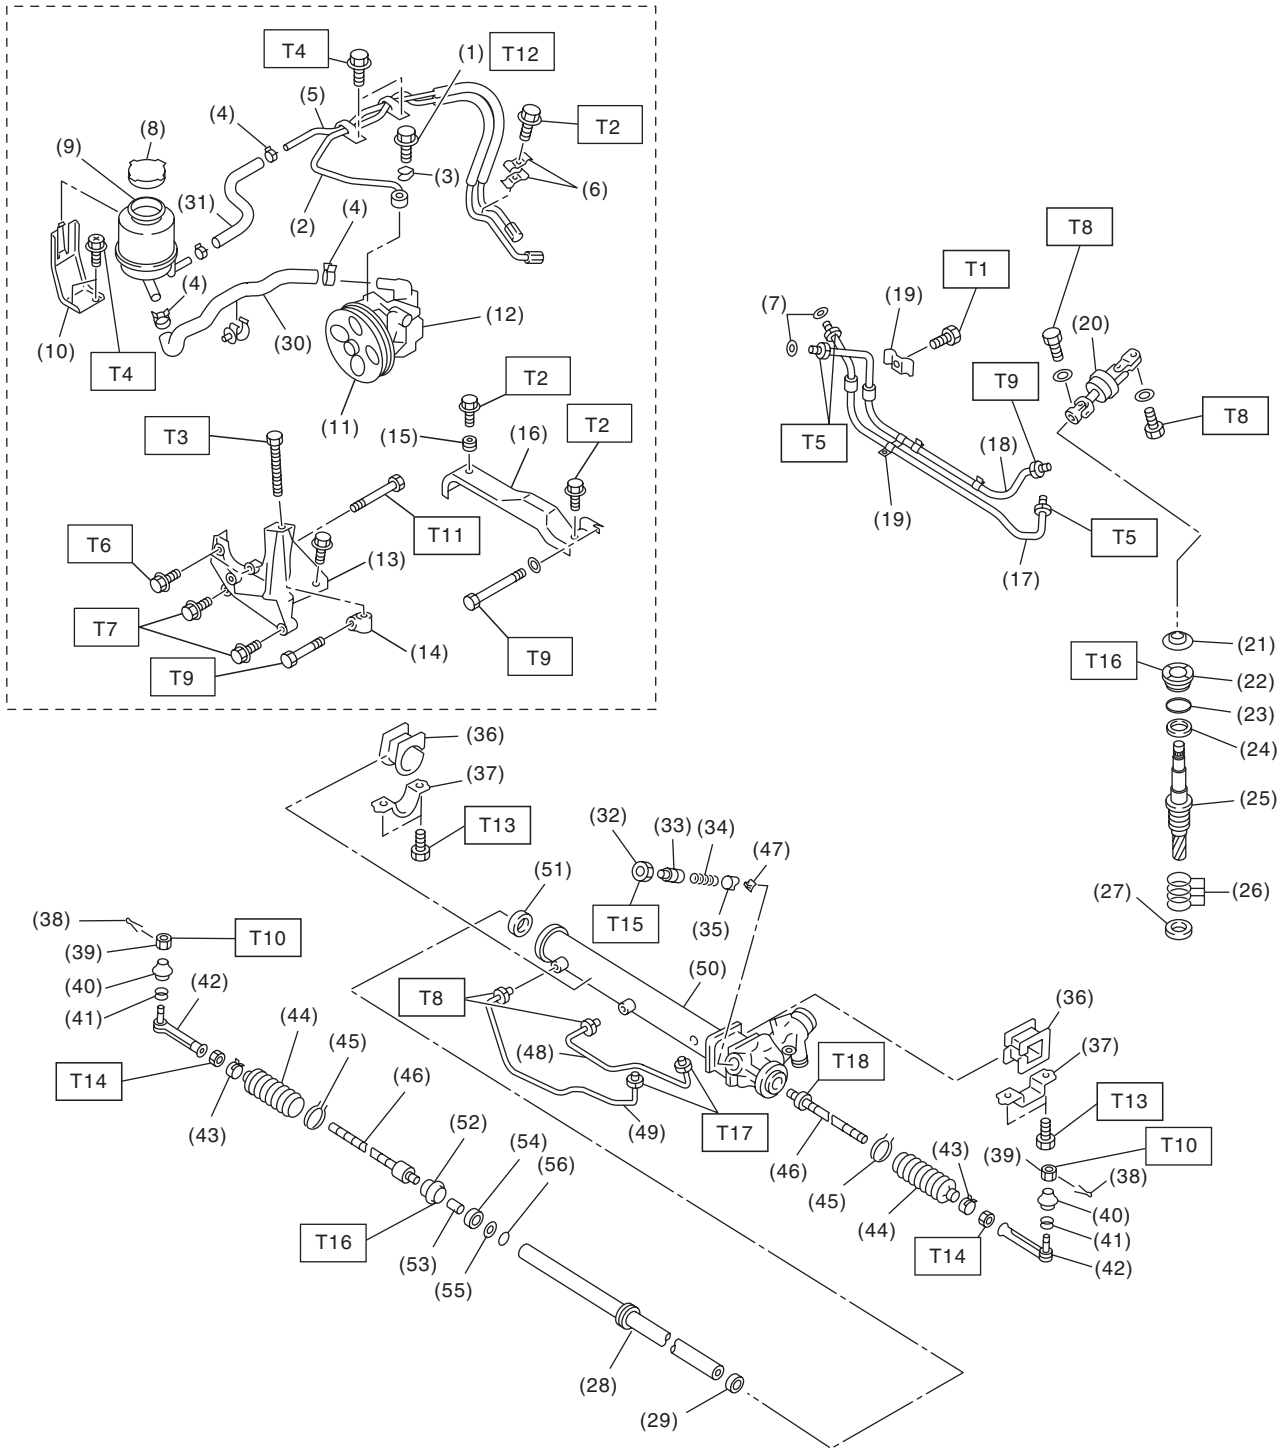 T4
(1)
T12
(5)
(4)
T2
(8)
(9)
(3)
(6)
(31)
(2)
(4)
(4)
(12)
(10)
(30)
T4
(11)
T2
T3
(15)
(16)
T2
T11
T6
(13)
T7
(14)
T9
T9
T8
T1
(7)
(19)
(20)
T9
T8
T5
(18)
(19)
T5
(17)
(21)
T16
(22)
(23)
(24)
(25)
(26)
(27)
(36)
(37)
T13
(32)
(33)
(34)
(47)
(51)
T15
(35)
(38)
T10
(39)
(40)
(42)
(41)
(50)
T8
(44)
(45)
(36)
(37)
T14
(46)
(48)
T18
(43)
(49)
T17
T13
(52)
(54)
(56)
(46)
(45)
(43)
(39)
T10
(38)
(40)
(44)
(41)
T16
(53)
(55)
T14
(42)
(28)
(29)